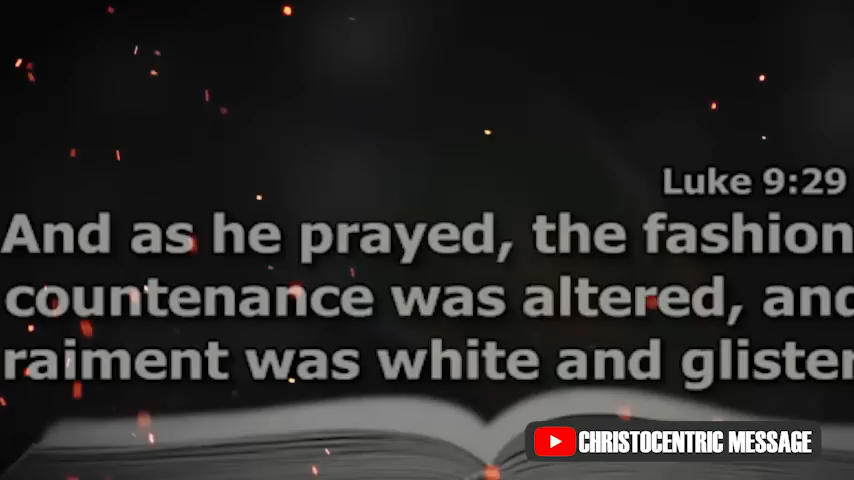 Luke 9:29
And as he prayed, the fashion
countenance was altered, and
raiment was white and glister
CHRISTOCENTRIC MESSAGE